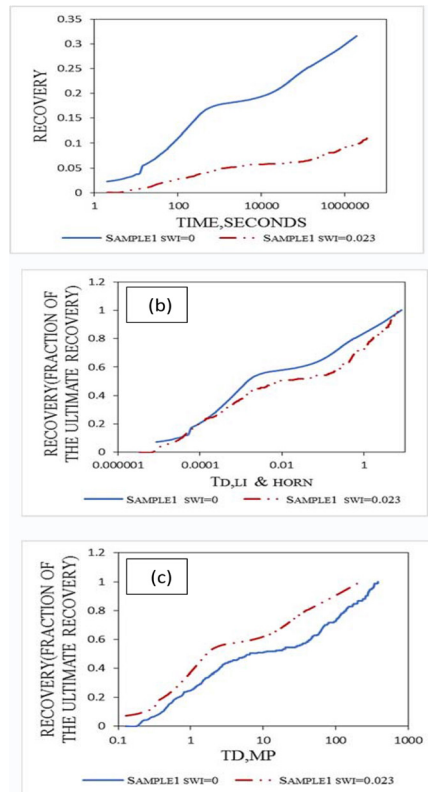 0.35
0.3
0.25
0.2
0.15
0.1
0.05
0
RECOVERY
1 100 10000 1000000
TIME,SECONDS
SAMPLE1 SWI=0 SAMPLE1 SWI=0.023
(b)
1.2
1
0.8
0.6
0.4
0.2
0
RECOVERY(FRACTION OF
THE ULTIMATE RECOVERY)
0.000001 0.0001 0.01 1
TD,LI & HORN
SAMPLE1 SWI=0 SAMPLE1 SWI=0.023
(c)
1.2
1
0.8
0.6
0.4
0.2
0
RECOVERY(FRACTION OF
THE ULTIMATE RECOVERY)
0.1 1 10 100 1000
TD,MP
SAMPLE1 SWI=0 SAMPLE1 SWI=0.023